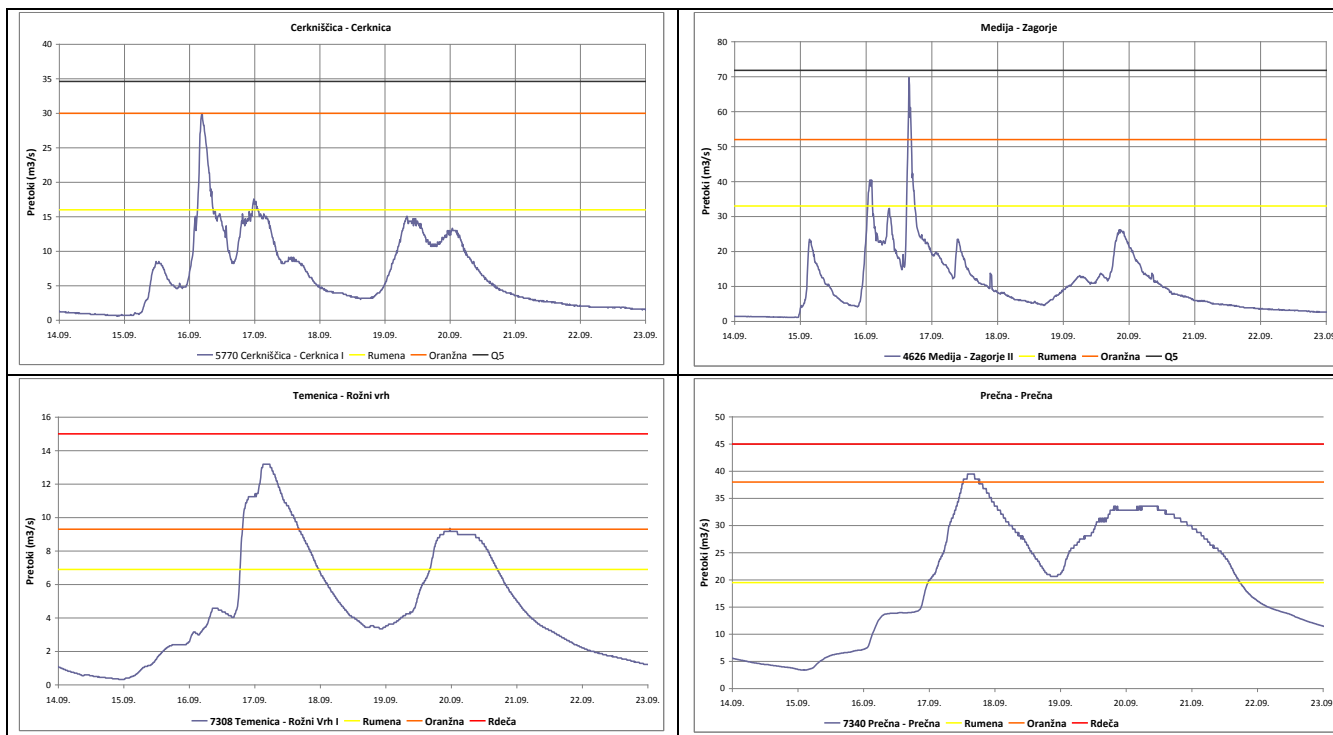 Cerkniščica - Cerknica
Pretoki (m3/s)
40
35
30
25
20
15
10
5
0
14.09. 15.09. 16.09. 17.09. 18.09. 19.09. 20.09. 21.09. 22.09. 23.09.
5770 Cerkniščica - Cerknica I Rumena Oranžna Q5
Medija - Zagorje
Pretoki (m3/s)
80
70
60
50
40
30
20
10
0
14.09. 15.09. 16.09. 17.09. 18.09. 19.09. 20.09. 21.09. 22.09. 23.09.
4626 Medija - Zagorje II Rumena Oranžna Q5
Temenica - Rožni vrh
Pretoki (m3/s)
16
14
12
10
8
6
4
2
0
14.09. 15.09. 16.09. 17.09. 18.09. 19.09. 20.09. 21.09. 22.09. 23.09.
7308 Temenica - Rožni Vrh I Rumena Oranžna Rdeča
Prečna - Prečna
Pretoki (m3/s)
50
45
40
35
30
25
20
15
10
5
0
14.09. 15.09. 16.09. 17.09. 18.09. 19.09. 20.09. 21.09. 22.09. 23.09.
7340 Prečna - Prečna Rumena Oranžna Rdeča